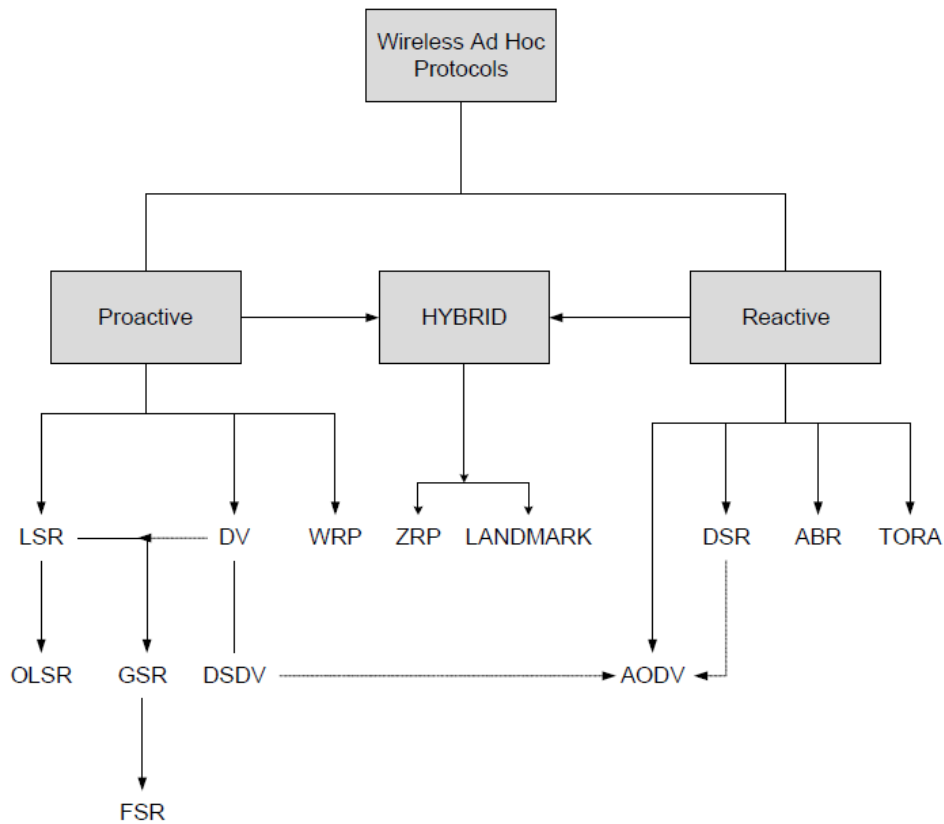 Wireless Ad Hoc
Protocols
Proactive
HYBRID
Reactive
LSR
DV
WRP
ZRP
LANDMARK
DSR
ABR
TORA
OLSR
GSR
DSDV
AODV
FSR